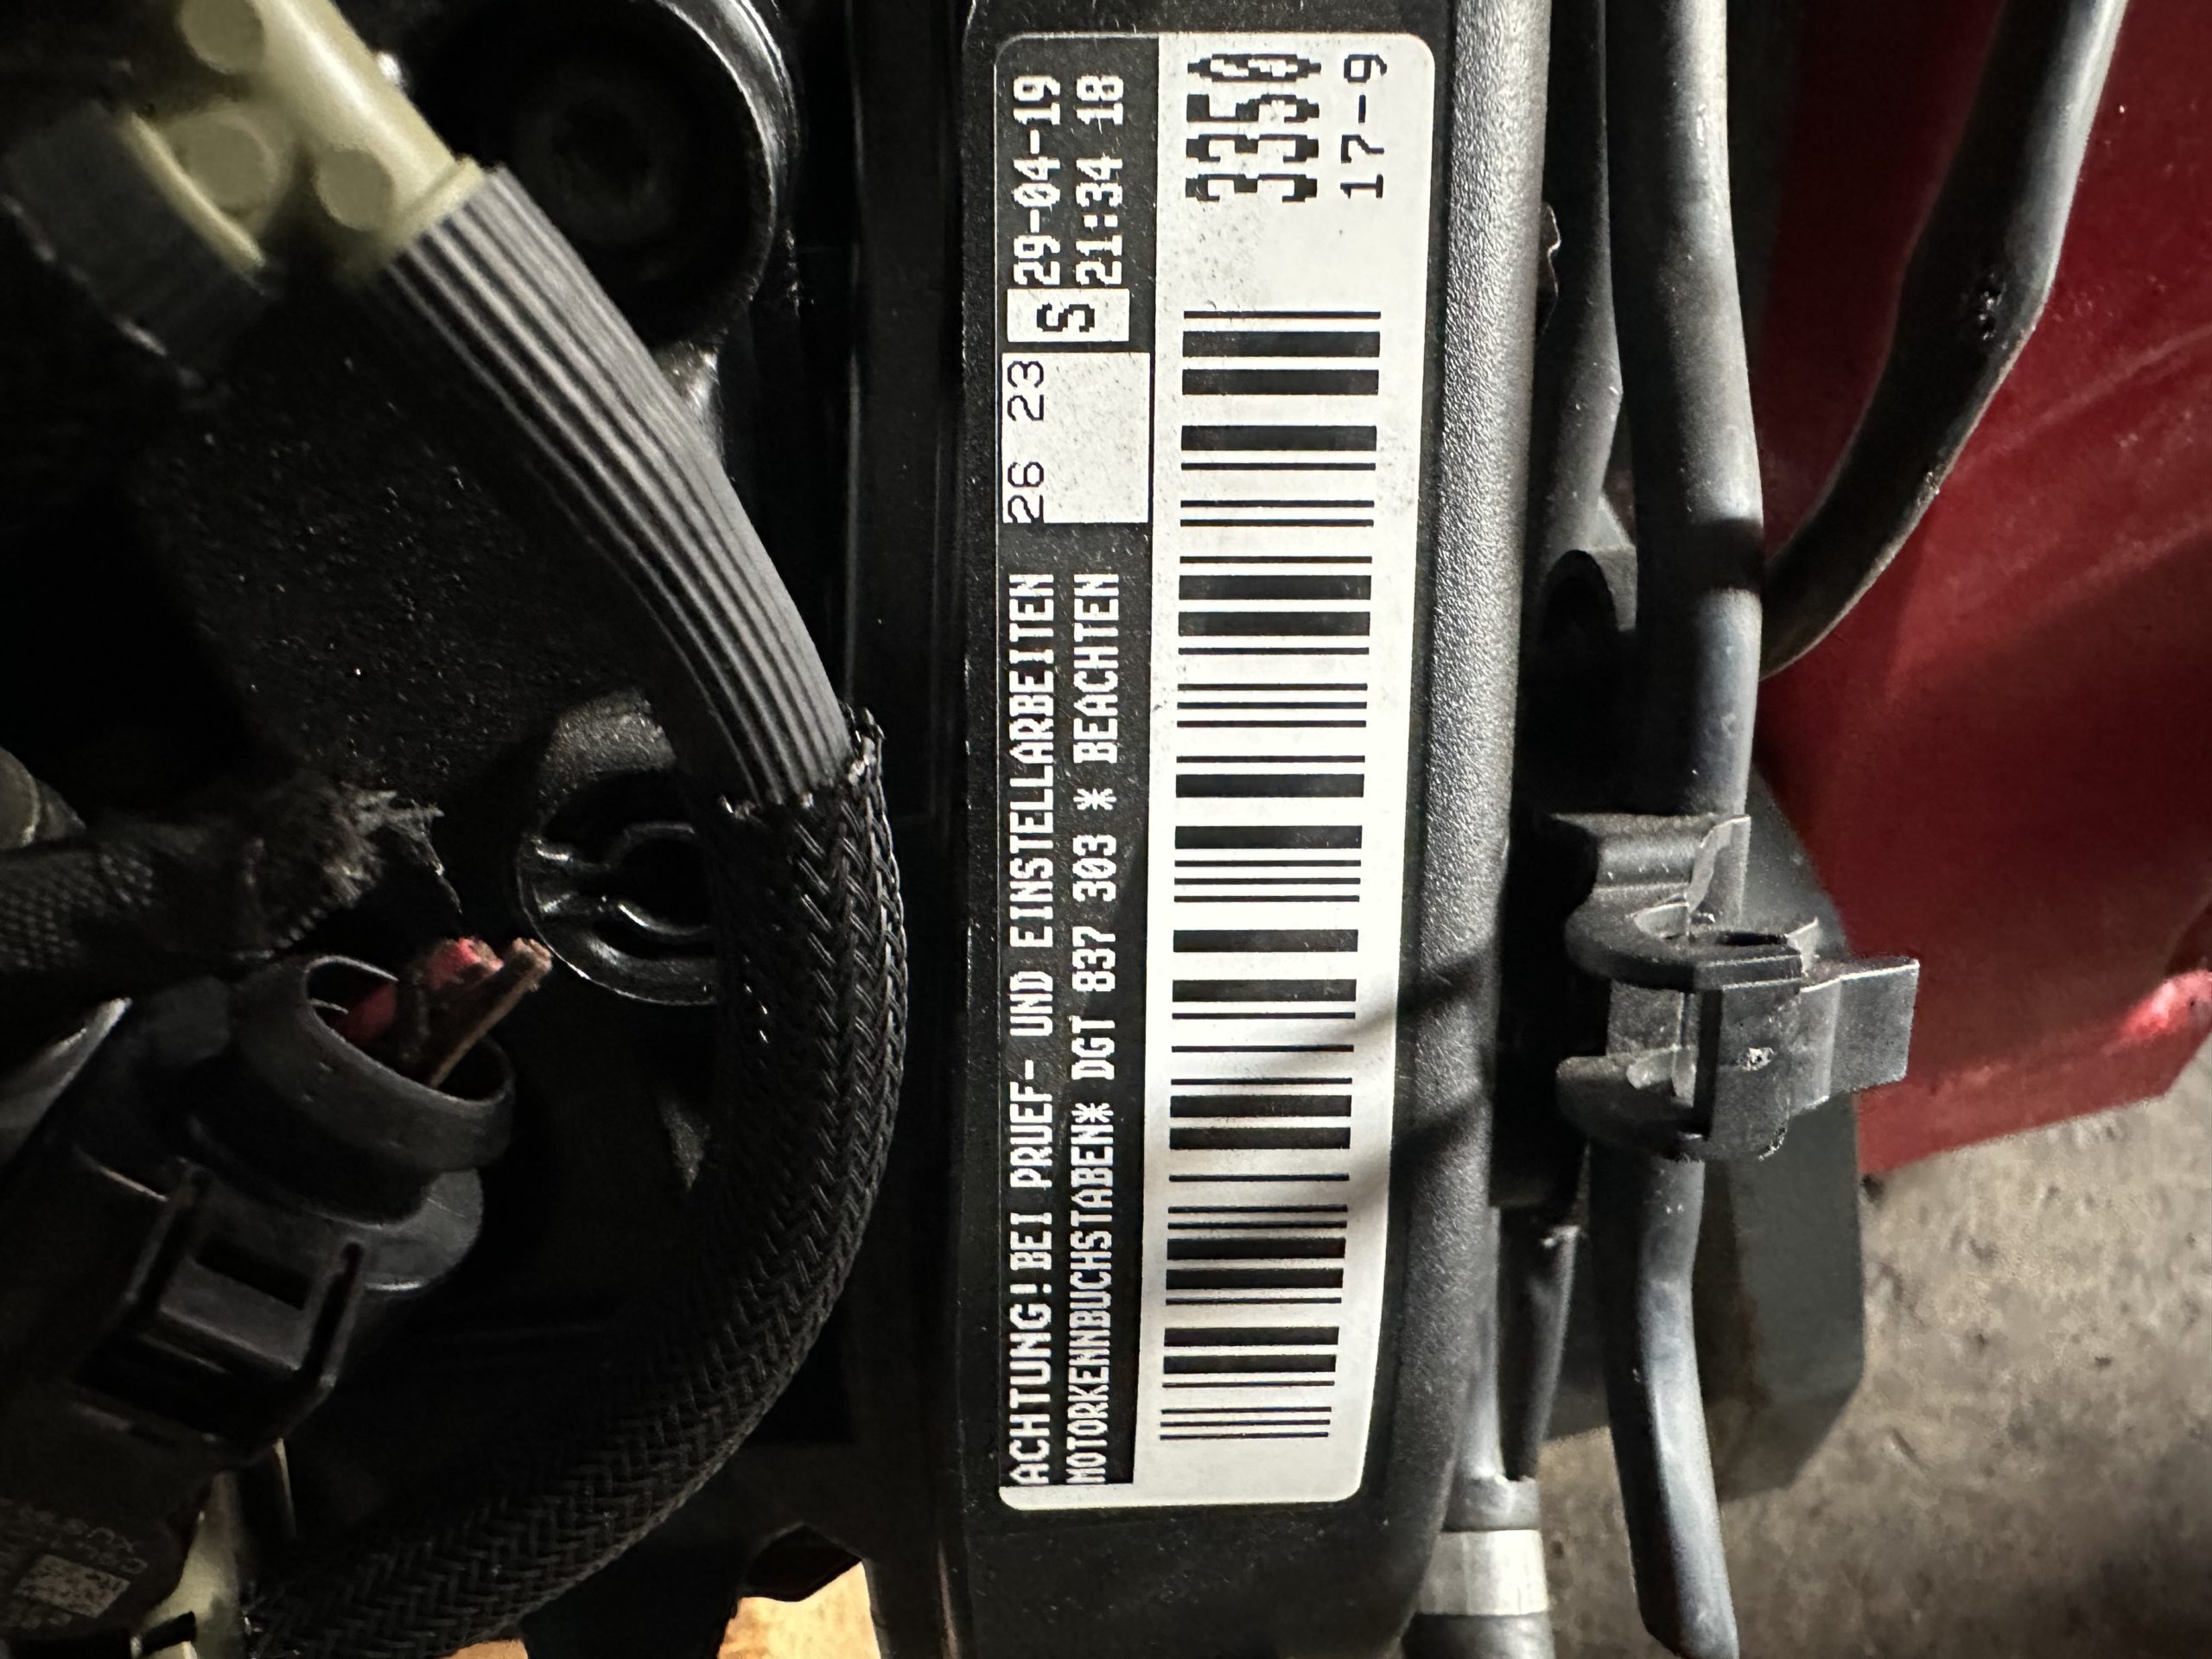 ACHTUNG! BEI PRUEF- UND EINSTELLARBEITEN
MOTORKENNBUCHSTABEN* DGT 837 303 * BEACHTEN
26 23
S
29-04-19
21:34 18
3350
17-9